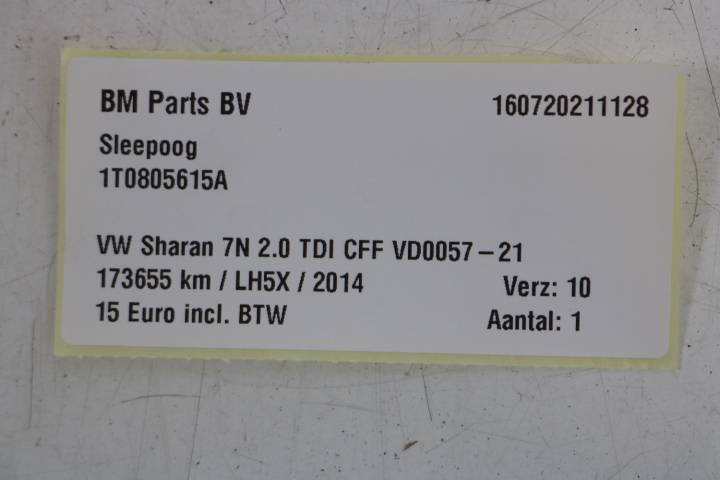 BM Parts BV 160720211128
Sleepoog
1T0805615A
VW Sharan 7N 2.0 TDI CFF VD0057-21
173655 km / LH5X / 2014 Verz: 10
15 Euro incl. BTW Aantal: 1